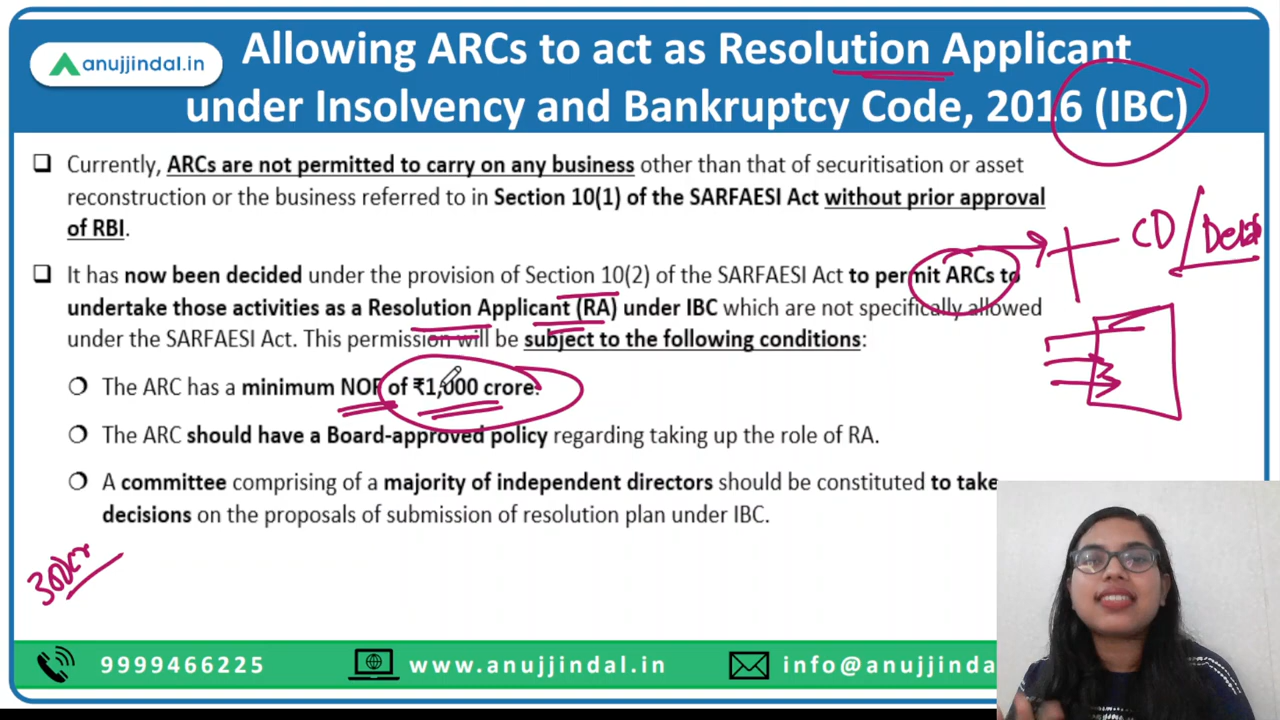 anujjindal.in
Allowing ARCs to act as Resolution Applicant
under Insolvency and Bankruptcy Code, 2016 (IBC)
Currently, ARCs are not permitted to carry on any business other than that of securitisation or asset
reconstruction or the business referred to in Section 10(1) of the SARFAESI Act without prior approval
of RBI.
CD/Debt
It has now been decided under the provision of Section 10(2) of the SARFAESI Act to permit ARCs to
undertake those activities as a Resolution Applicant (RA) under IBC which are not specifically allowed
under the SARFAESI Act. This permission will be subject to the following conditions:
The ARC has a minimum NOF of ₹1,000 crore.
The ARC should have a Board-approved policy regarding taking up the role of RA.
A committee comprising of a majority of independent directors should be constituted to take
decisions on the proposals of submission of resolution plan under IBC.
300cr
9999466225 www.anujjindal.in info@anujjinda